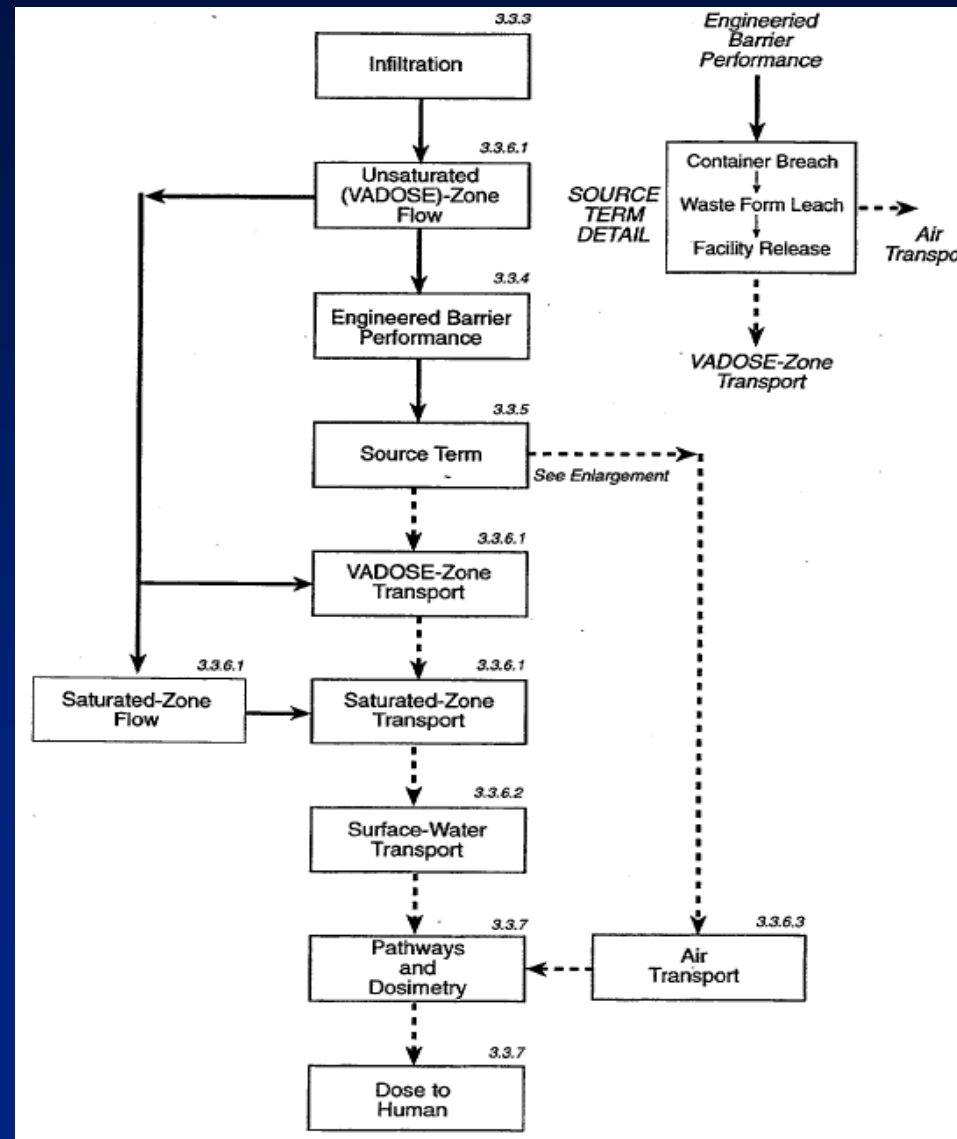 3.3.3
Infiltration
3.3.6.1
Unsaturated
(VADOSE)-Zone
Flow
3.3.4
Engineered Barrier
Performance
3.3.5
Source Term
See Enlargement
3.3.6.1
VADOSE-Zone
Transport
3.3.6.1
Saturated-Zone
Flow
3.3.6.1
Saturated-Zone
Transport
3.3.6.2
Surface-Water
Transport
3.3.7
Pathways
and
Dosimetry
3.3.6.3
Air
Transport
3.3.7
Dose to
Human
Engineeried
Barrier
Performance
SOURCE
TERM
DETAIL
Container Breach
Waste Form Leach
Facility Release
Air
Transpo
VADOSE-Zone
Transport